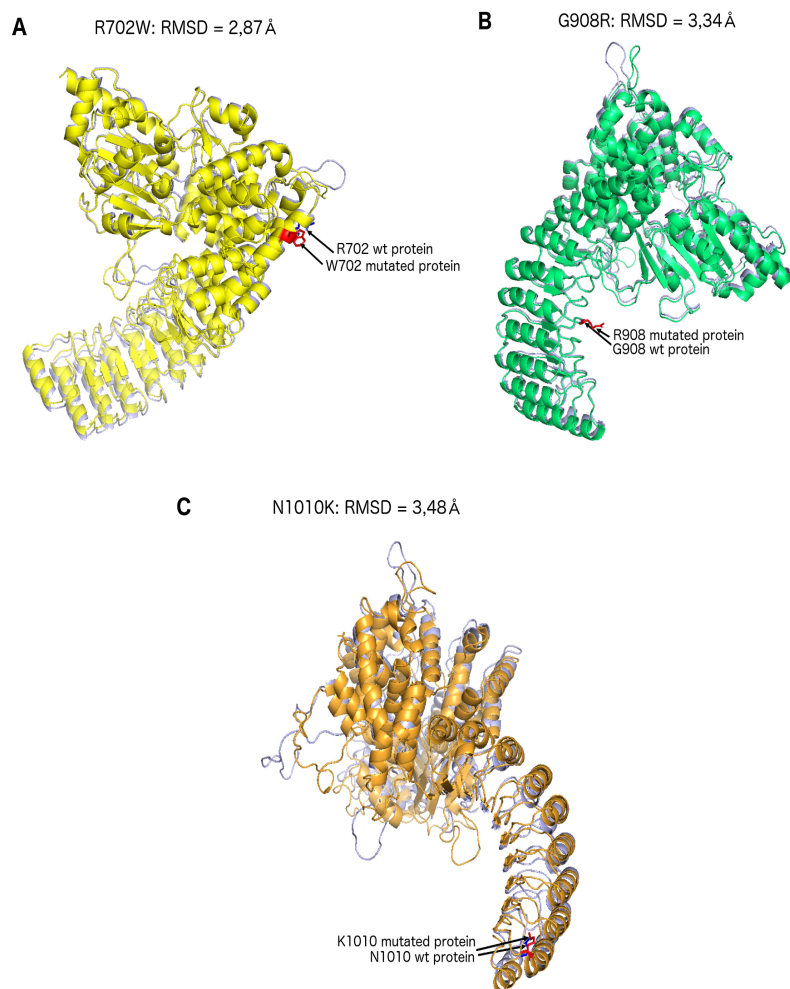 A
R702W: RMSD = 2,87 Å
R702 wt protein
W702 mutated protein
B
G908R: RMSD = 3,34 Å
R908 mutated protein
G908 wt protein
C
N1010K: RMSD = 3,48 Å
K1010 mutated protein
N1010 wt protein